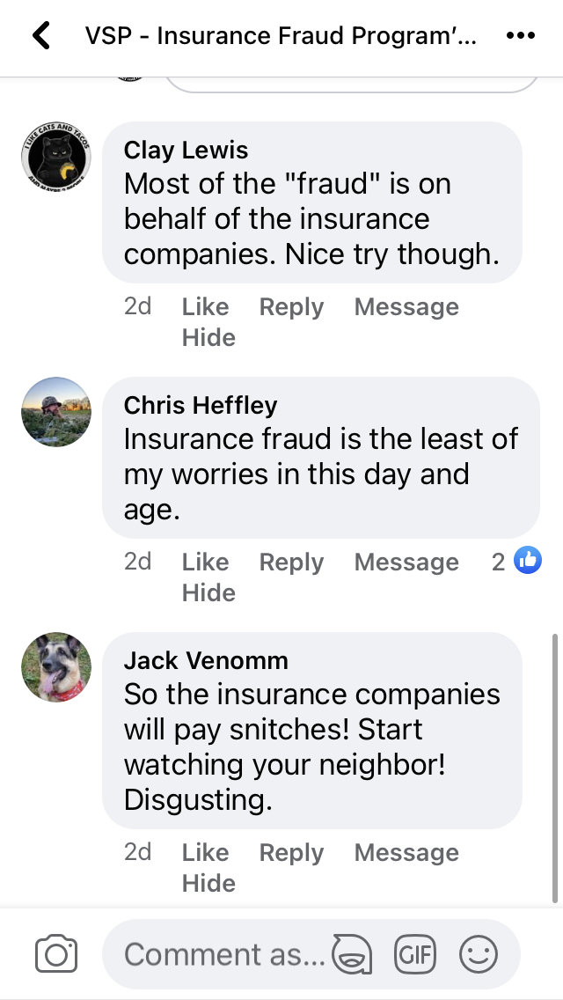 VSP - Insurance Fraud Program'...
I LIKE CATS AND TACOS
Clay Lewis
Most of the "fraud" is on
behalf of the insurance
companies. Nice try though.
2d Like Reply Message
Hide
Chris Heffley
Insurance fraud is the least of
my worries in this day and
age.
2d Like Reply Message 2
Hide
Jack Venomm
So the insurance companies
will pay snitches! Start
watching your neighbor!
Disgusting.
2d Like Reply Message
Hide
Comment as... GIF